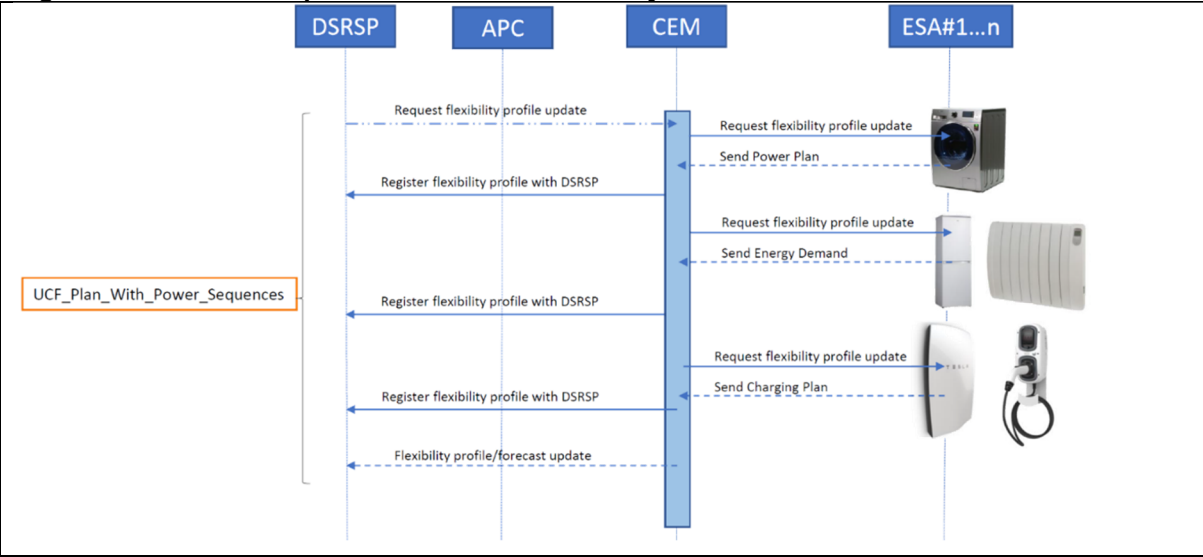 DSRSP
APC
CEM
ESA#1...n
Request flexibility profile update
Request flexibility profile update
Send Power Plan
Register flexibility profile with DSRSP
Request flexibility profile update
Send Energy Demand
UCF_Plan_With_Power_Sequences
Register flexibility profile with DSRSP
Request flexibility profile update
TESLA
Send Charging Plan
Register flexibility profile with DSRSP
Flexibility profile/forecast update